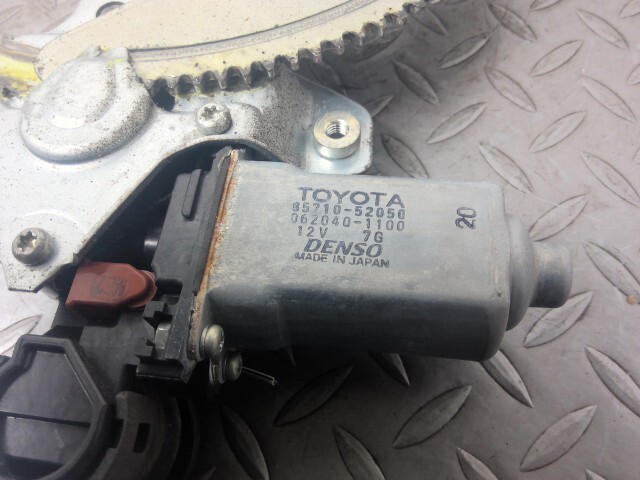 TOYOTA
85710-52050
062040-1100
12V 7G
DENSO
MADE IN JAPAN
20